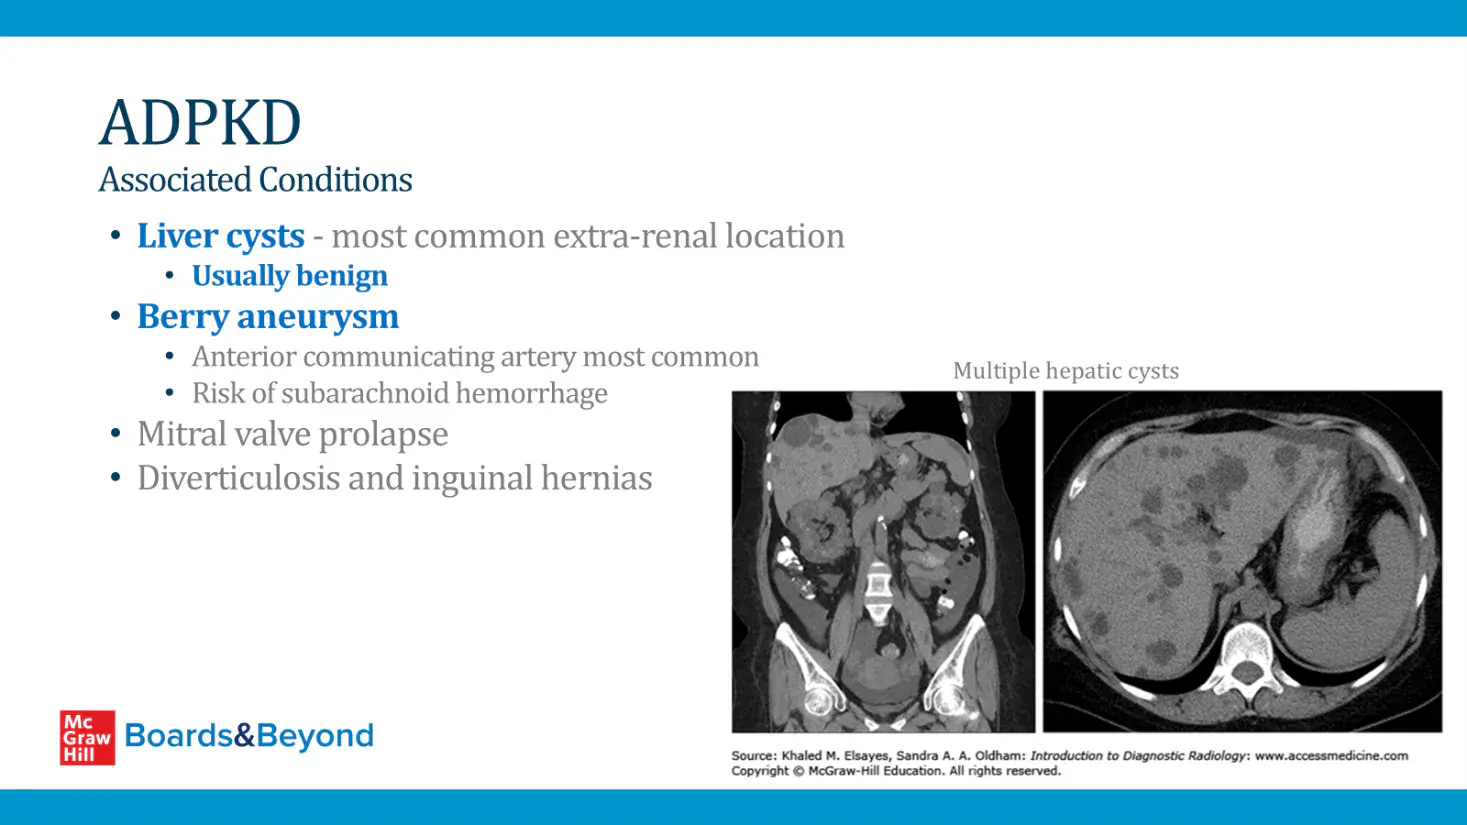 ADPKD
Associated Conditions
• Liver cysts - most common extra-renal location
• Usually benign
• Berry aneurysm
• Anterior communicating artery most common
• Risk of subarachnoid hemorrhage
• Mitral valve prolapse
• Diverticulosis and inguinal hernias
Multiple hepatic cysts
Mc
Graw
Hill
Boards&Beyond
Source: Khaled M. Elsayes, Sandra A. A. Oldham: Introduction to Diagnostic Radiology: www.accessmedicine.com
Copyright © McGraw-Hill Education. All rights reserved.